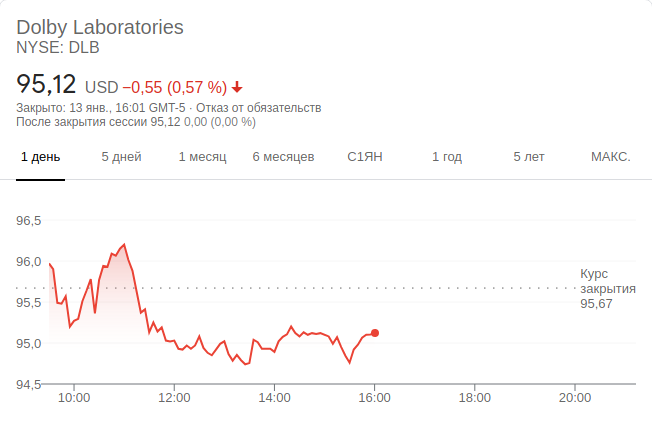 Dolby Laboratories
NYSE: DLB
95,12 USD −0,55 (0,57 %)
Закрыто: 13 янв., 16:01 GMT-5 · Отказ от обязательств
После закрытия сессии 95,12 0,00 (0,00 %)
1 день 5 дней 1 месяц 6 месяцев С1ЯН 1 год 5 лет МАКС.
96,5
96,0
Курс
закрытия
95,67
95,5
95,0
94,5
10:00 12:00 14:00 16:00 18:00 20:00